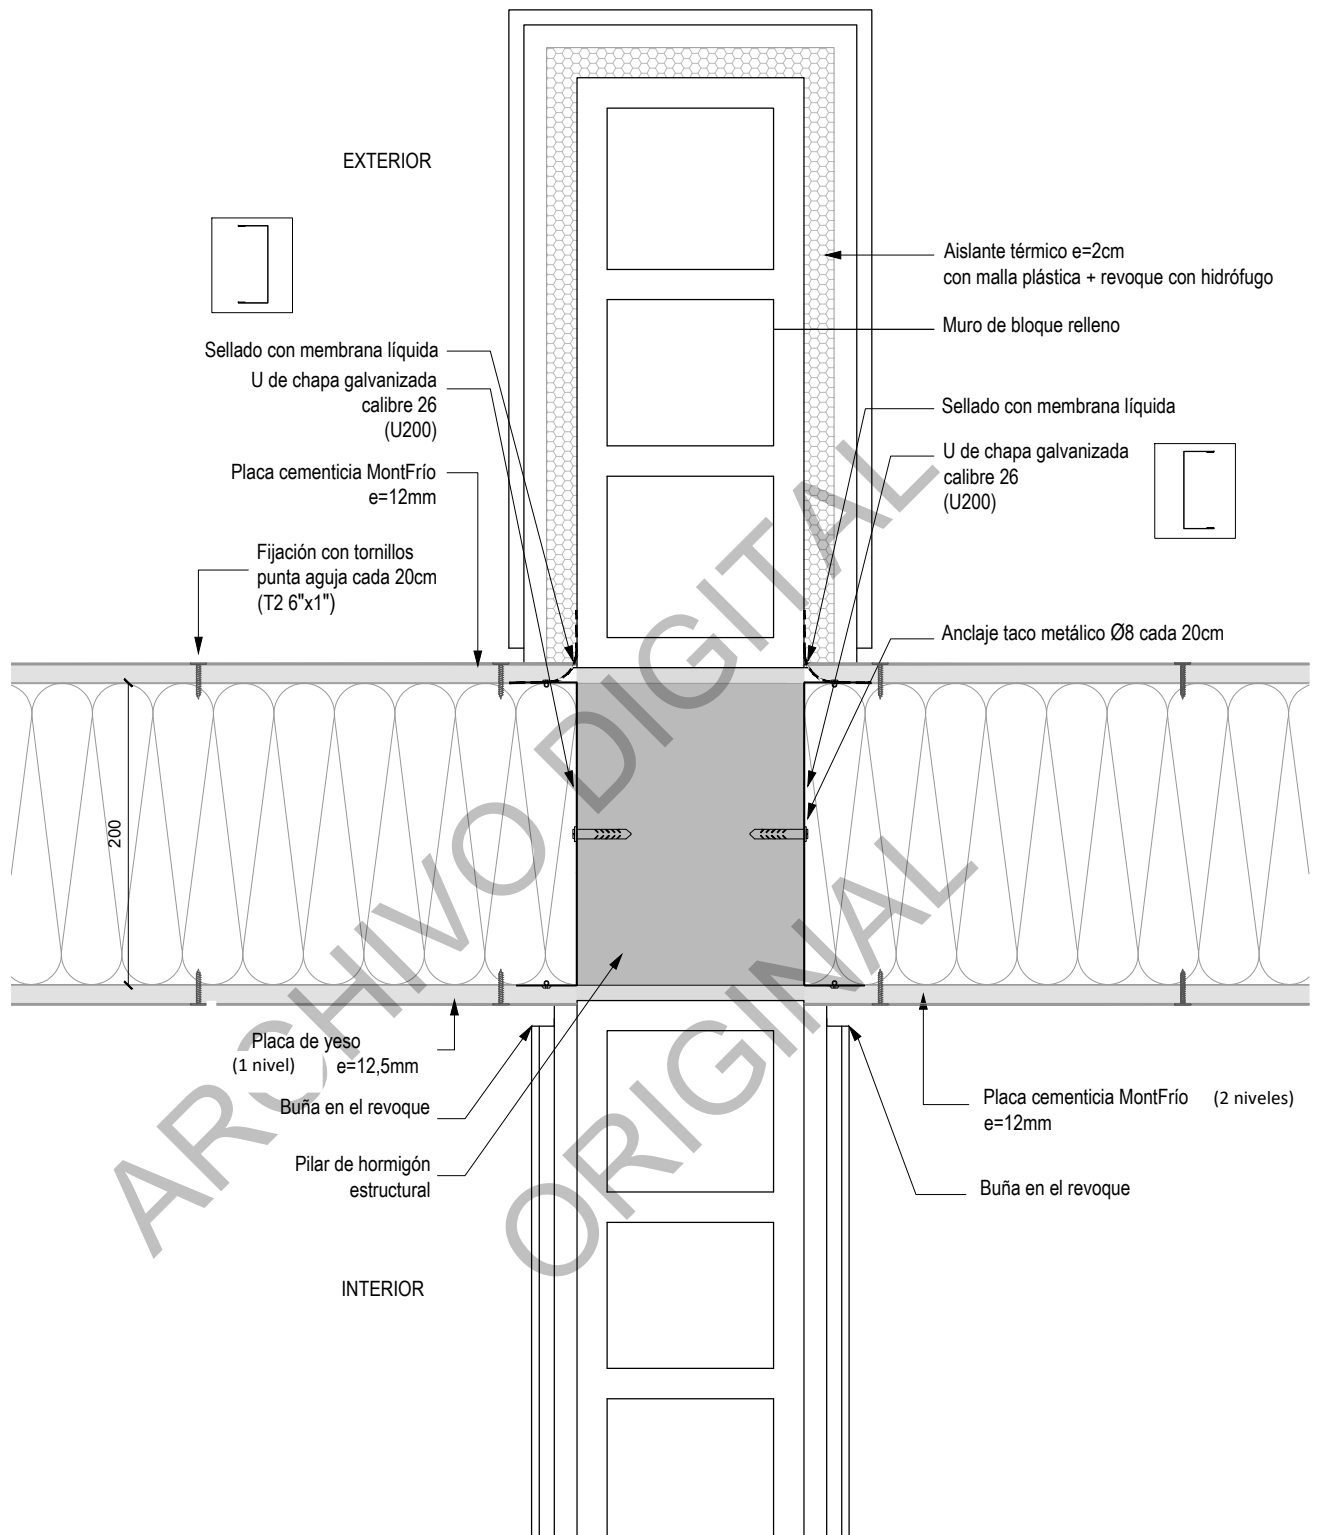 EXTERIOR
Aislante térmico e=2cm
con malla plástica + revoque con hidrófugo
Muro de bloque relleno
Sellado con membrana líquida
U de chapa galvanizada
calibre 26
(U200)
Placa cementicia MontFrío
e=12mm
Fijación con tornillos
punta aguja cada 20cm
(T2 6"x1")
Sellado con membrana líquida
U de chapa galvanizada
calibre 26
(U200)
Anclaje taco metálico Ø8 cada 20cm
200
ARCHIVO DIGITAL
ORIGINAL
Placa de yeso
(1 nivel) e=12,5mm
Buña en el revoque
Pilar de hormigón
estructural
Placa cementicia MontFrío (2 niveles)
e=12mm
Buña en el revoque
INTERIOR